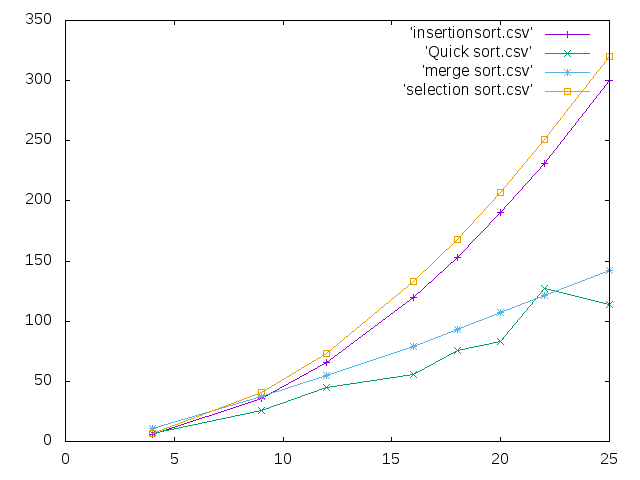 350
300
250
200
150
100
50
0
0 5 10 15 20 25
'insertionsort.csv'
'Quick sort.csv'
'merge sort.csv'
'selection sort.csv'